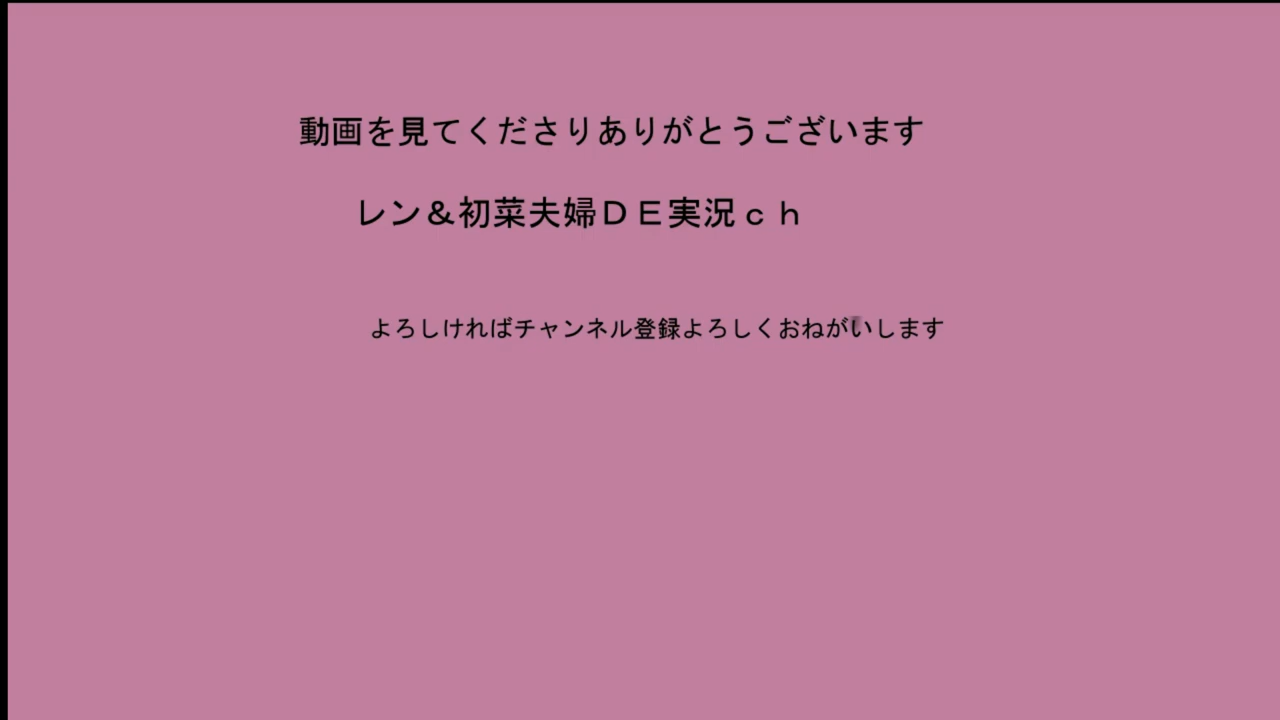 動画を見てくださりありがとうございます
レン＆初菜夫婦ＤＥ実況ｃｈ
よろしければチャンネル登録よろしくおねがいします